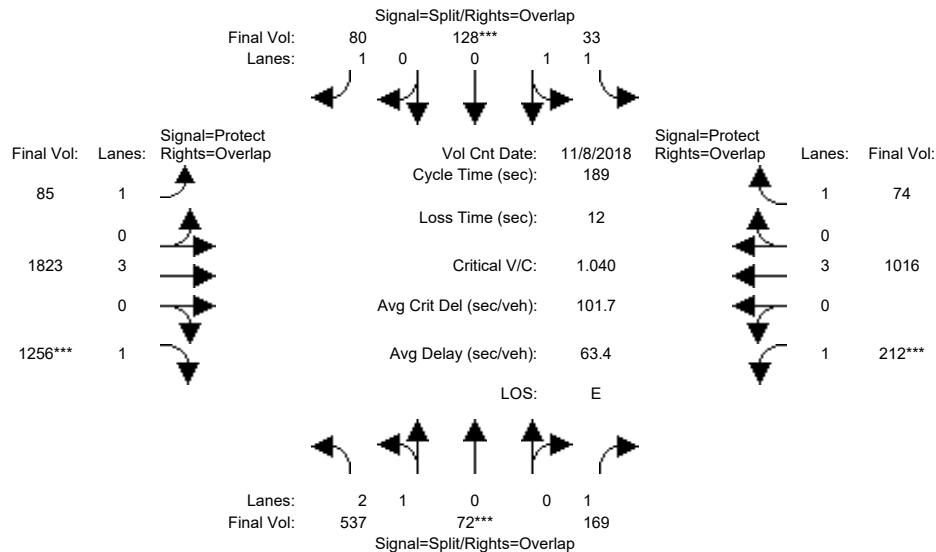 Signal=Split/Rights=Overlap
Final Vol: 80 128*** 33
Lanes: 1 0 0 1 1
Signal=Protect Signal=Protect
Final Vol: Lanes: Rights=Overlap Vol Cnt Date: 11/8/2018 Rights=Overlap Lanes: Final Vol:
Cycle Time (sec): 189
85 1 1 74
Loss Time (sec): 12
0 0
1823 3 Critical V/C: 1.040 3 1016
0 Avg Crit Del (sec/veh): 101.7 0
1256*** 1 Avg Delay (sec/veh): 63.4 1 212***
LOS: E
Lanes: 2 1 0 0 1
Final Vol: 537 72*** 169
Signal=Split/Rights=Overlap